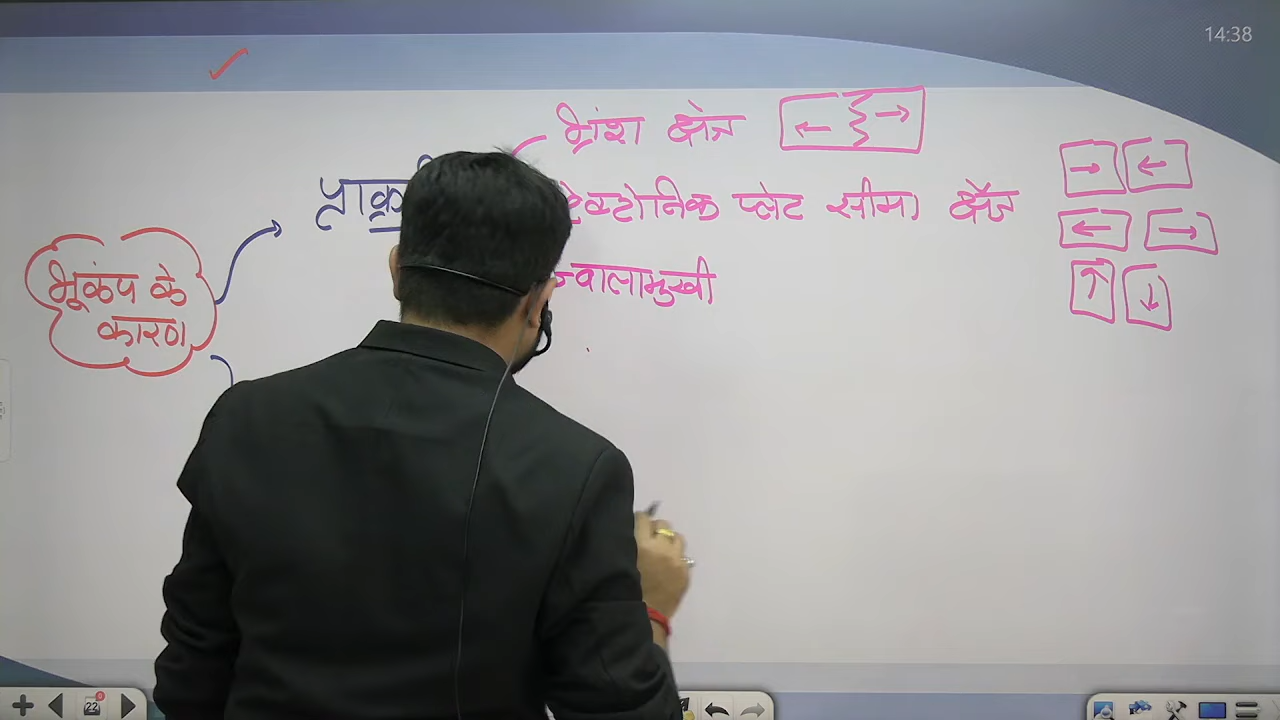 14:38
भ्रंश क्षेत्र
टेक्टोनिक प्लेट सीमा क्षेत्र
ज्वालामुखी
भूकंप के
कारण
22